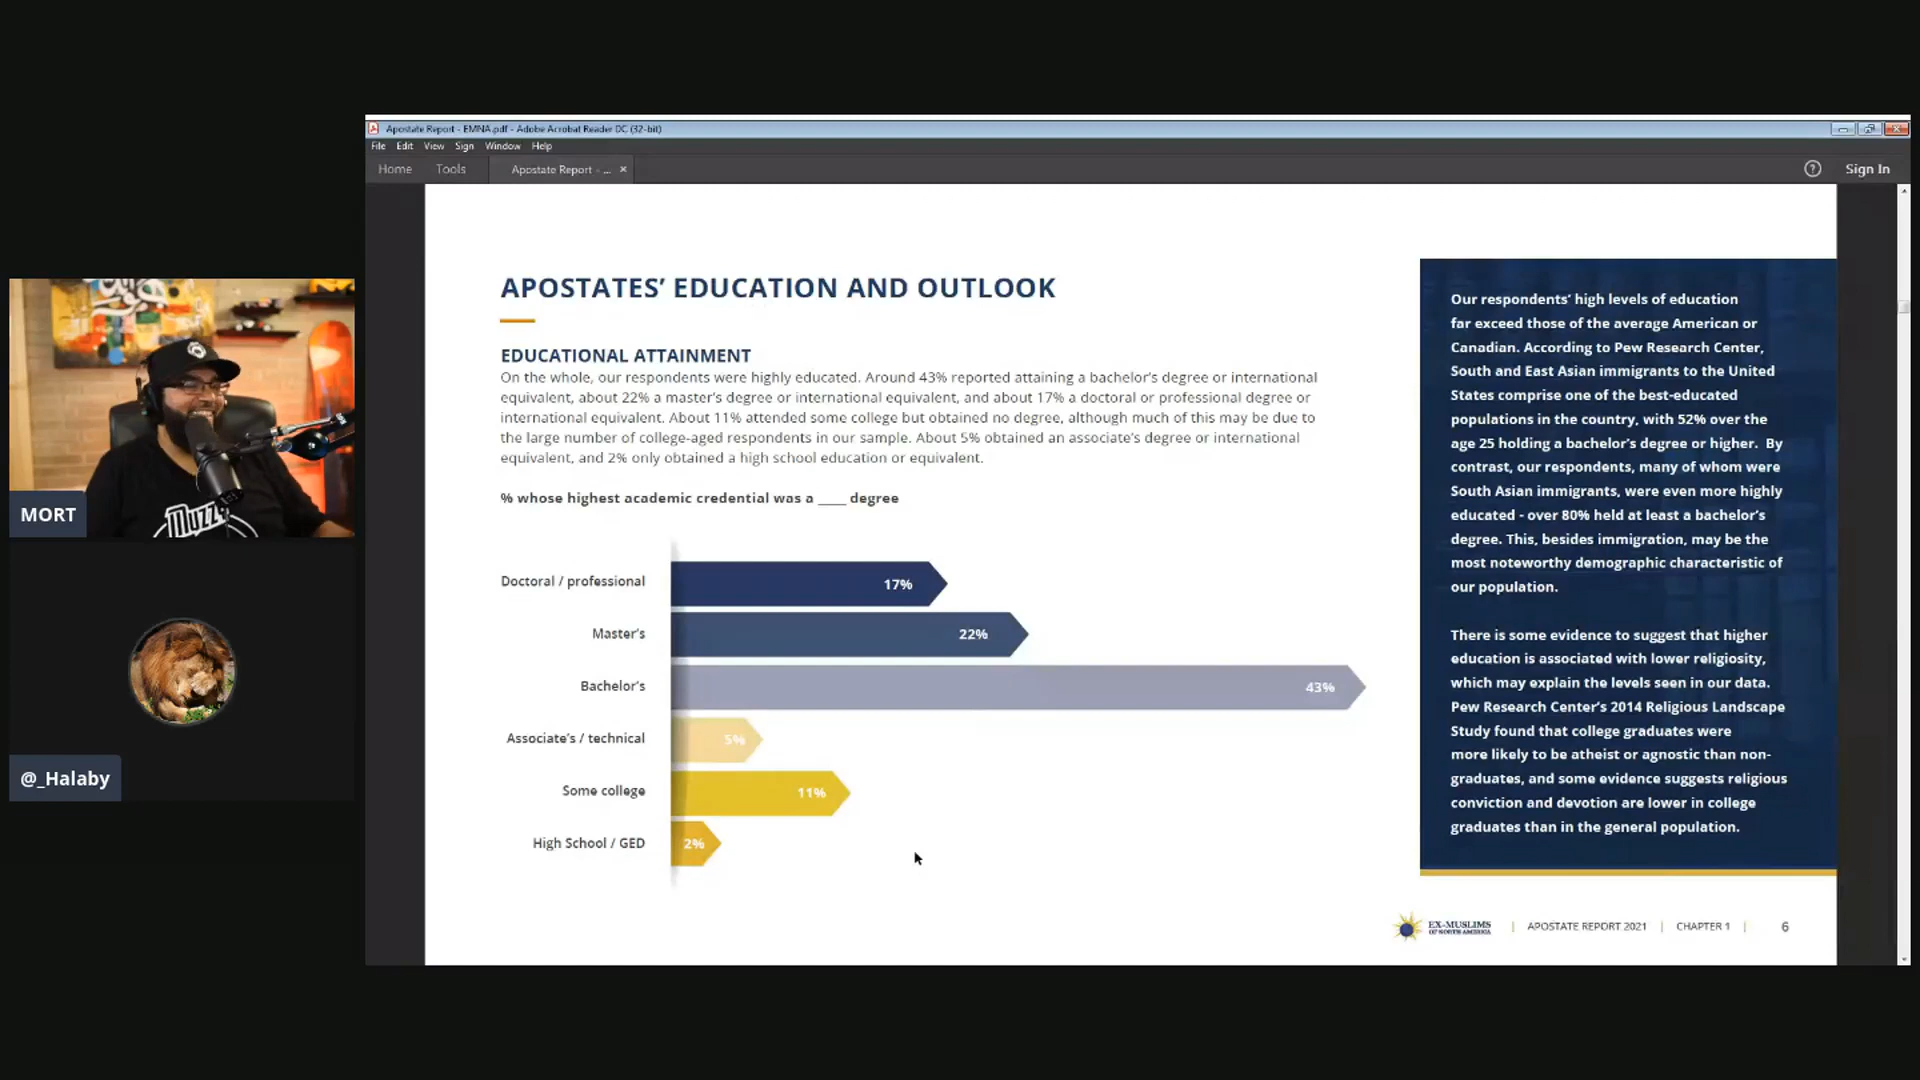 Apostate Report - EMNA.pdf - Adobe Acrobat Reader DC (32-bit)
File Edit View Sign Window Help
Home Tools Apostate Report - ... ×
Sign In
APOSTATES’ EDUCATION AND OUTLOOK
EDUCATIONAL ATTAINMENT
On the whole, our respondents were highly educated. Around 43% reported attaining a bachelor’s degree or international
equivalent, about 22% a master’s degree or international equivalent, and about 17% a doctoral or professional degree or
international equivalent. About 11% attended some college but obtained no degree, although much of this may be due to
the large number of college-aged respondents in our sample. About 5% obtained an associate’s degree or international
equivalent, and 2% only obtained a high school education or equivalent.
% whose highest academic credential was a ____ degree
Doctoral / professional 17%
Master’s 22%
Bachelor’s 43%
Associate’s / technical 5%
Some college 11%
High School / GED 2%
Our respondents’ high levels of education
far exceed those of the average American or
Canadian. According to Pew Research Center,
South and East Asian immigrants to the United
States comprise one of the best-educated
populations in the country, with 52% over the
age 25 holding a bachelor’s degree or higher. By
contrast, our respondents, many of whom were
South Asian immigrants, were even more highly
educated - over 80% held at least a bachelor’s
degree. This, besides immigration, may be the
most noteworthy demographic characteristic of
our population.
There is some evidence to suggest that higher
education is associated with lower religiosity,
which may explain the levels seen in our data.
Pew Research Center’s 2014 Religious Landscape
Study found that college graduates were
more likely to be atheist or agnostic than non-
graduates, and some evidence suggests religious
conviction and devotion are lower in college
graduates than in the general population.
EX-MUSLIMS
OF NORTH AMERICA
| APOSTATE REPORT 2021 | CHAPTER 1 | 6
MORT
@_Halaby